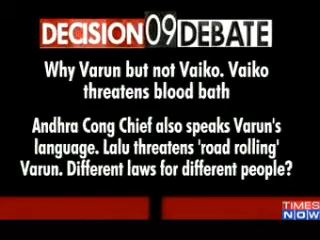 DECISION 09 DEBATE
Why Varun but not Vaiko. Vaiko
threatens blood bath
Andhra Cong Chief also speaks Varun's
language. Lalu threatens 'road rolling'
Varun. Different laws for different people?
TIMES
NOW